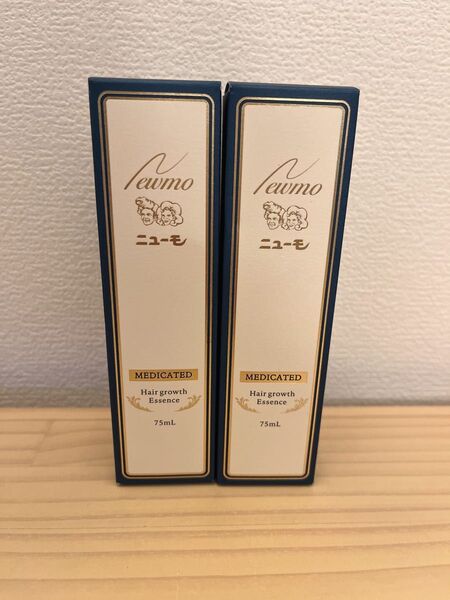 Newmo
ニューモ
MEDICATED
Hair growth
Essence
75mL
Newmo
ニューモ
MEDICATED
Hair growth
Essence
75mL